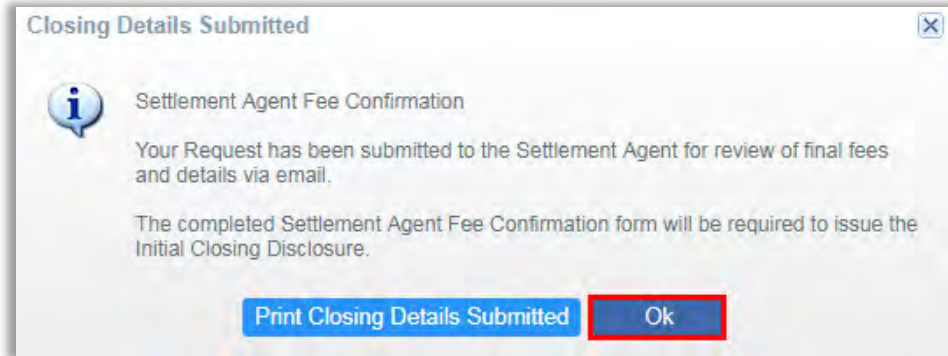 Closing Details Submitted
Settlement Agent Fee Confirmation
Your Request has been submitted to the Settlement Agent for review of final fees
and details via email.
The completed Settlement Agent Fee Confirmation form will be required to issue the
Initial Closing Disclosure.
Print Closing Details Submitted Ok